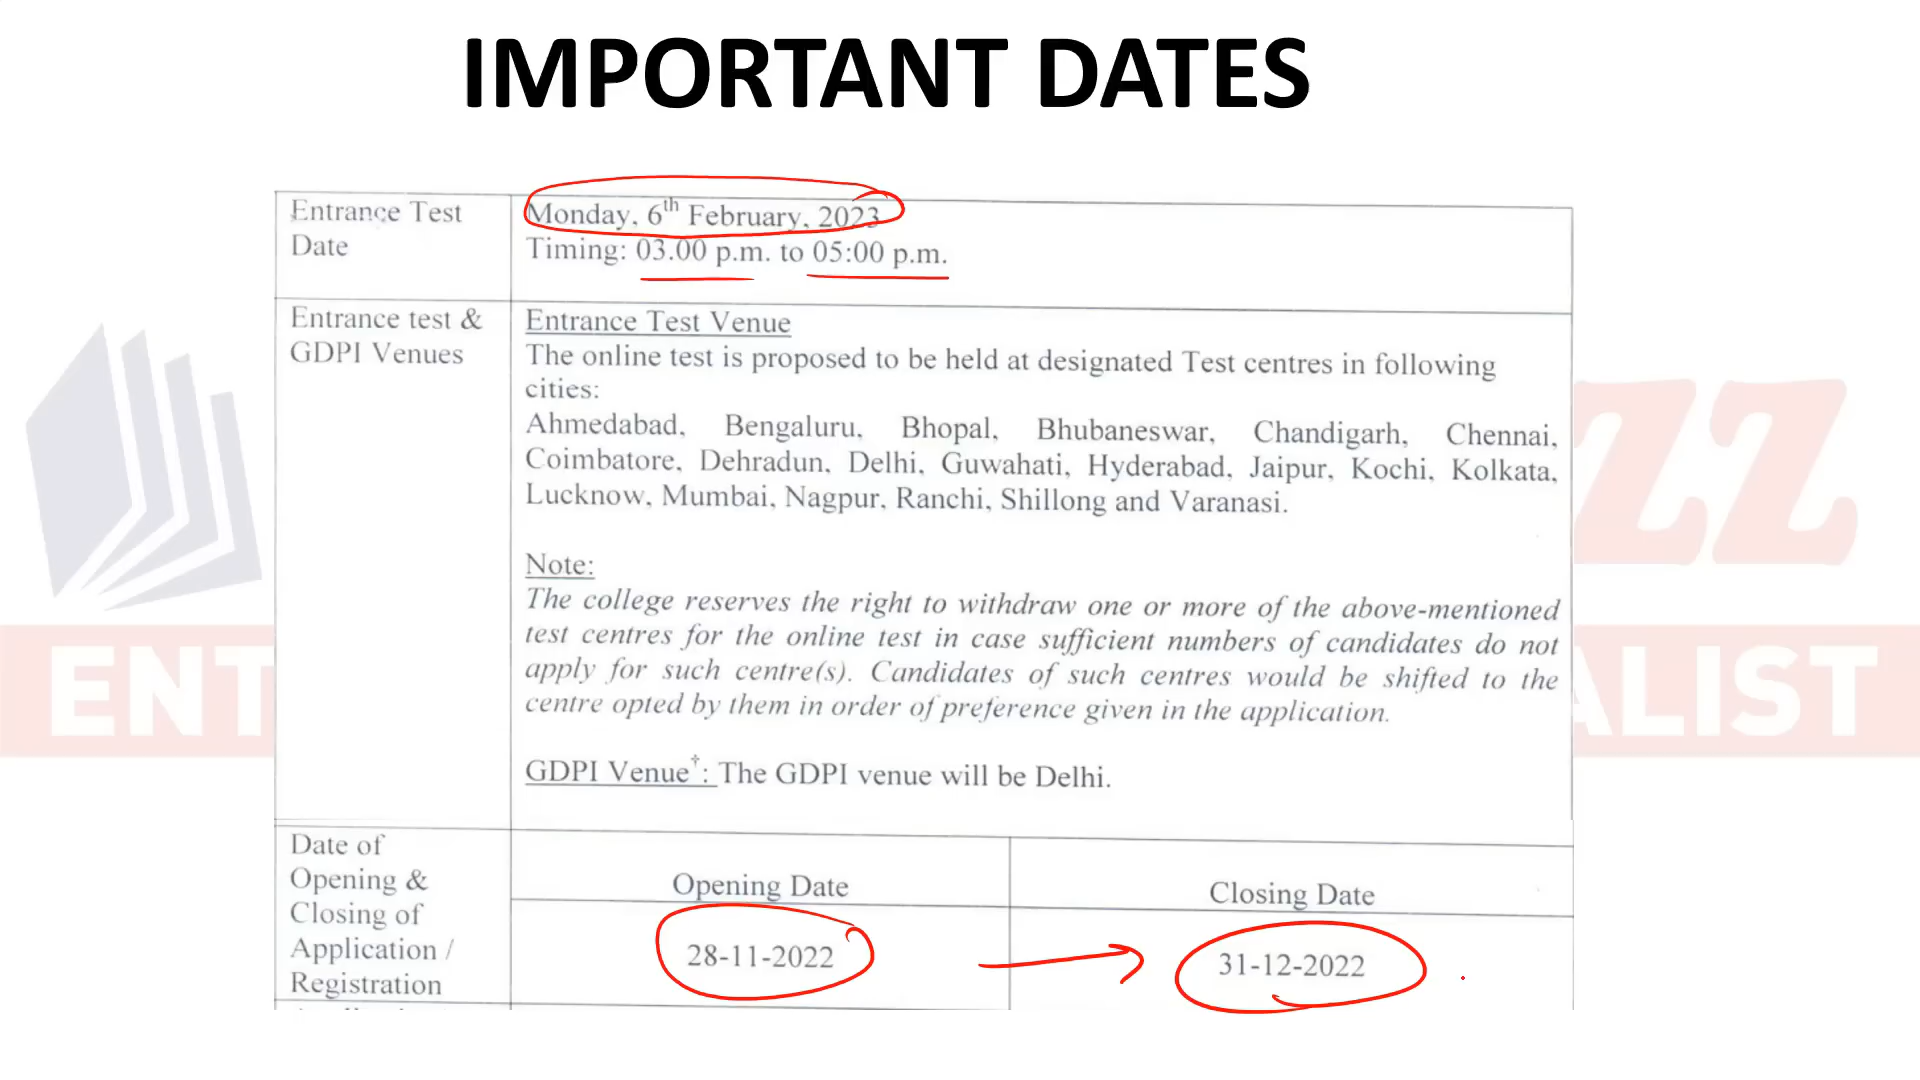 IMPORTANT DATES
Entrance Test
Date
Monday, 6th February, 2023
Timing: 03.00 p.m. to 05:00 p.m.
Entrance test &
GDPI Venues
Entrance Test Venue
The online test is proposed to be held at designated Test centres in following
cities:
Ahmedabad, Bengaluru, Bhopal, Bhubaneswar, Chandigarh, Chennai,
Coimbatore, Dehradun, Delhi, Guwahati, Hyderabad, Jaipur, Kochi, Kolkata,
Lucknow, Mumbai, Nagpur, Ranchi, Shillong and Varanasi.
Note:
The college reserves the right to withdraw one or more of the above-mentioned
test centres for the online test in case sufficient numbers of candidates do not
apply for such centre(s). Candidates of such centres would be shifted to the
centre opted by them in order of preference given in the application.
GDPI Venue†: The GDPI venue will be Delhi.
Date of
Opening &
Closing of
Application /
Registration
Opening Date
Closing Date
28-11-2022
31-12-2022
ZZ
ENT
ALIST